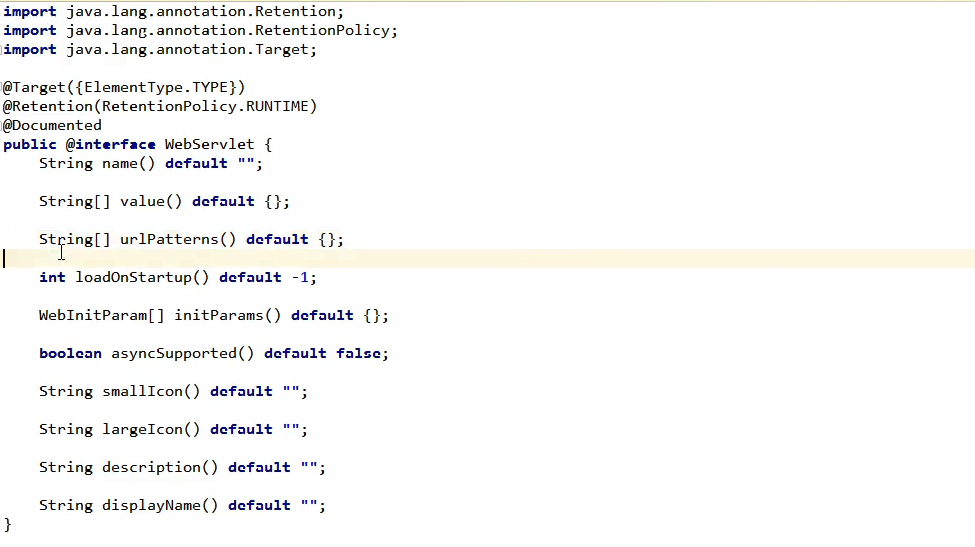 import java.lang.annotation.Retention;
import java.lang.annotation.RetentionPolicy;
import java.lang.annotation.Target;
@Target({ElementType.TYPE})
@Retention(RetentionPolicy.RUNTIME)
@Documented
public @interface WebServlet {
    String name() default "";
    String[] value() default {};
    String[] urlPatterns() default {};
    int loadOnStartup() default -1;
    WebInitParam[] initParams() default {};
    boolean asyncSupported() default false;
    String smallIcon() default "";
    String largeIcon() default "";
    String description() default "";
    String displayName() default "";
}